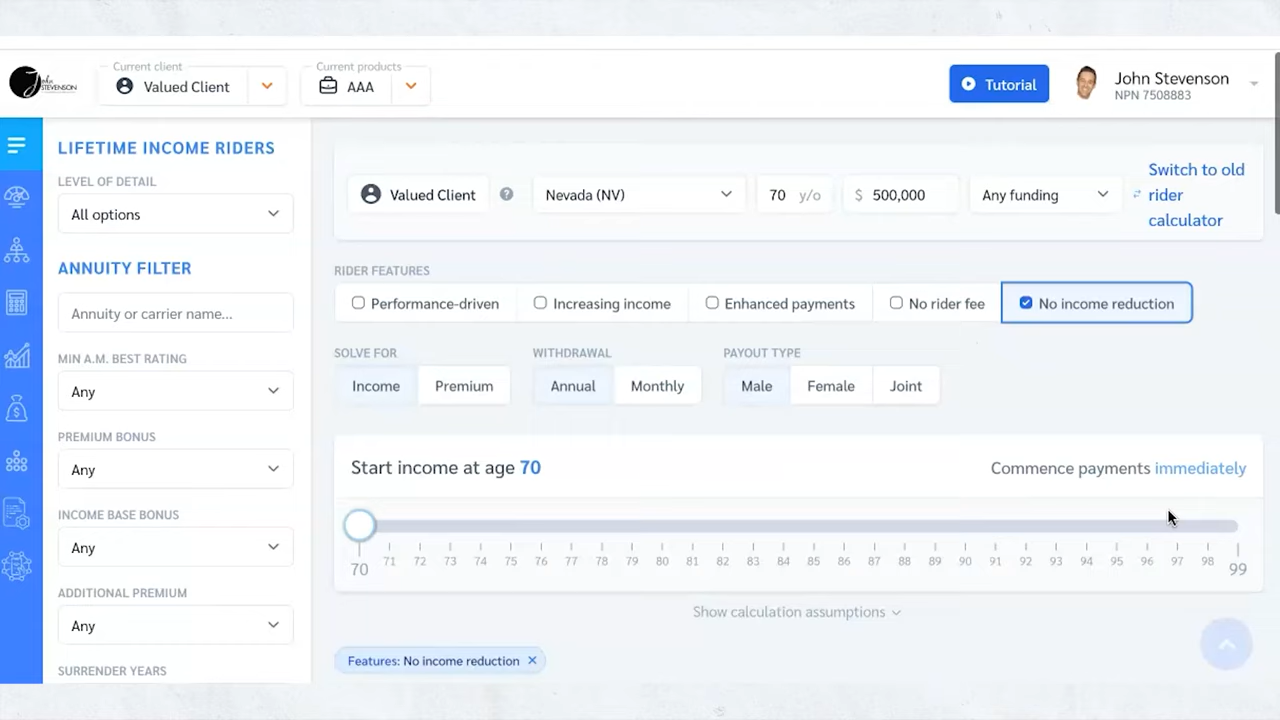 Current client
Valued Client
Current products
AAA
Tutorial
John Stevenson
NPN 7508883
John
STEVENSON
LIFETIME INCOME RIDERS
LEVEL OF DETAIL
All options
ANNUITY FILTER
Annuity or carrier name...
MIN A.M. BEST RATING
Any
PREMIUM BONUS
Any
INCOME BASE BONUS
Any
ADDITIONAL PREMIUM
Any
SURRENDER YEARS
Valued Client
?
Nevada (NV)
70 y/o
$ 500,000
Any funding
Switch to old
rider
calculator
RIDER FEATURES
Performance-driven
Increasing income
Enhanced payments
No rider fee
No income reduction
SOLVE FOR
Income
Premium
WITHDRAWAL
Annual
Monthly
PAYOUT TYPE
Male
Female
Joint
Start income at age 70
Commence payments immediately
70 71 72 73 74 75 76 77 78 79 80 81 82 83 84 85 86 87 88 89 90 91 92 93 94 95 96 97 98 99
Show calculation assumptions
Features: No income reduction ×